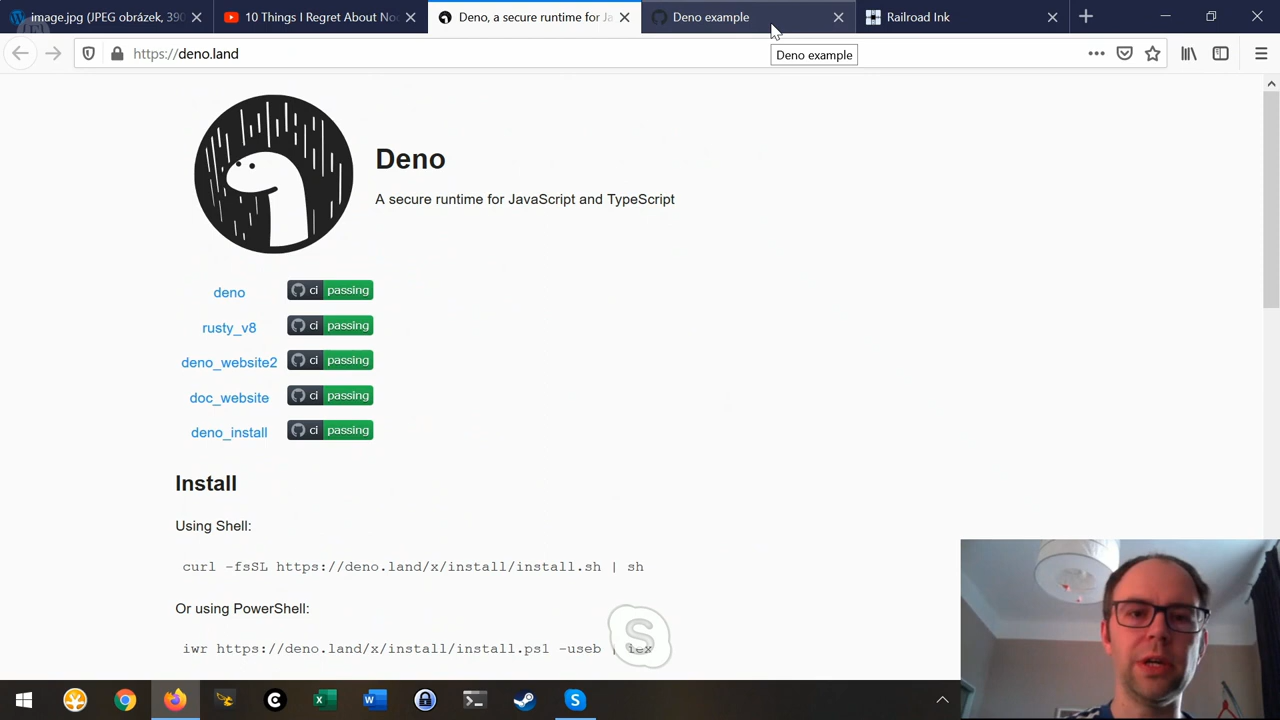 image.jpg (JPEG obrázek, 390
10 Things I Regret About No
Deno, a secure runtime for Ja
Deno example
Railroad Ink
https://deno.land
Deno example
Deno
A secure runtime for JavaScript and TypeScript
deno
ci passing
rusty_v8
ci passing
deno_website2
ci passing
doc_website
ci passing
deno_install
ci passing
Install
Using Shell:
curl -fsSL https://deno.land/x/install/install.sh | sh
Or using PowerShell:
iwr https://deno.land/x/install/install.ps1 -useb | iex